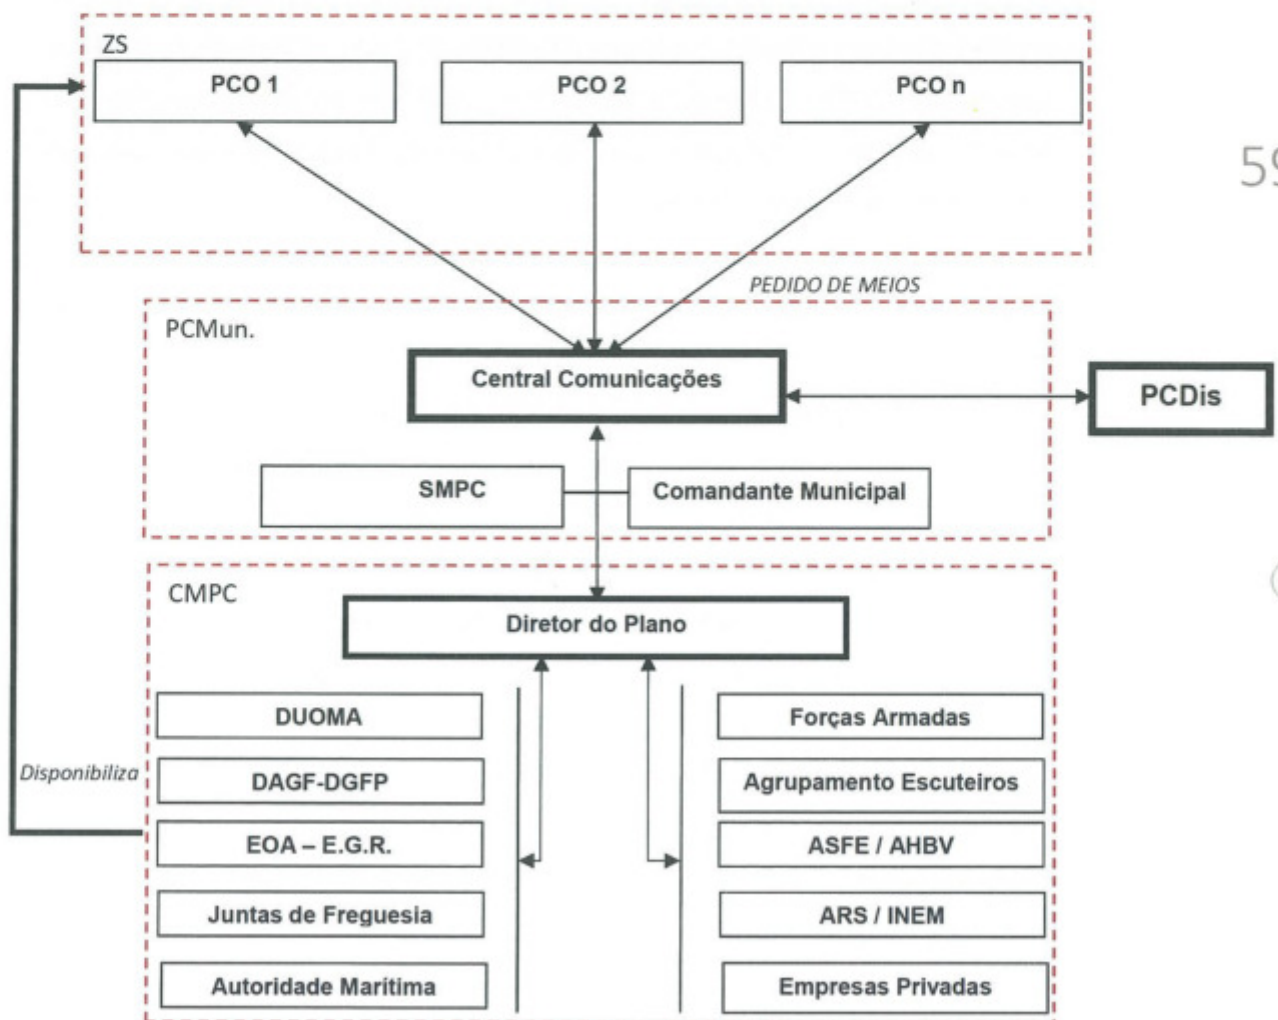 ZS
PCO 1
PCO 2
PCO n
59
PEDIDO DE MEIOS
PCMun.
Central Comunicações
PCDis
SMPC
Comandante Municipal
CMPC
Diretor do Plano
DUOMA
Forças Armadas
Disponibiliza
DAGF-DGFP
Agrupamento Escuteiros
EOA – E.G.R.
ASFE / AHBV
Juntas de Freguesia
ARS / INEM
Autoridade Marítima
Empresas Privadas